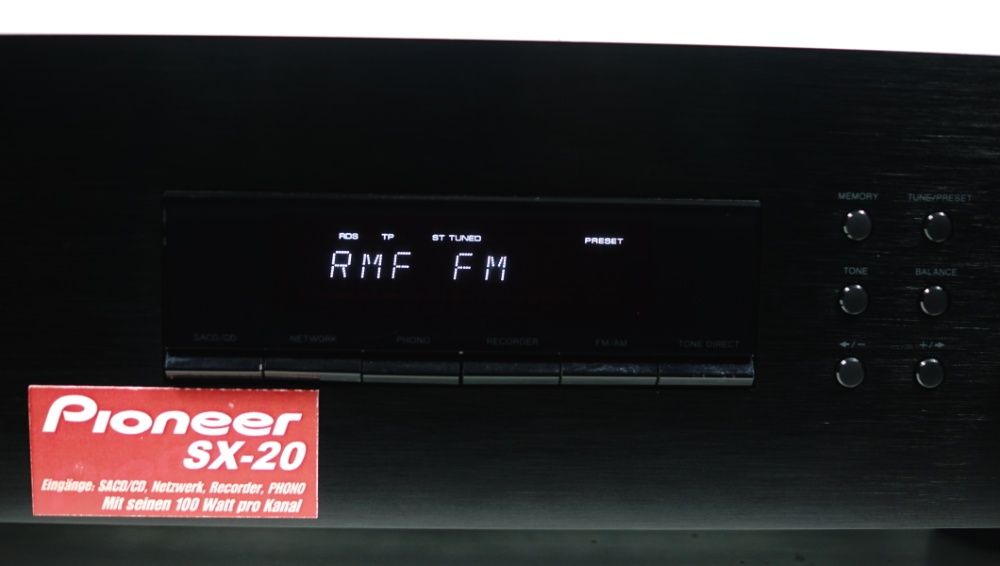 RDS TP ST TUNED PRESET
RMF FM
MEMORY TUNE/PRESET
TONE BALANCE
SACD/CD NETWORK PHONO RECORDER FM/AM TONE DIRECT
←/− +/→
Pioneer
SX-20
Eingänge: SACD/CD, Netzwerk, Recorder, PHONO
Mit seinen 100 Watt pro Kanal